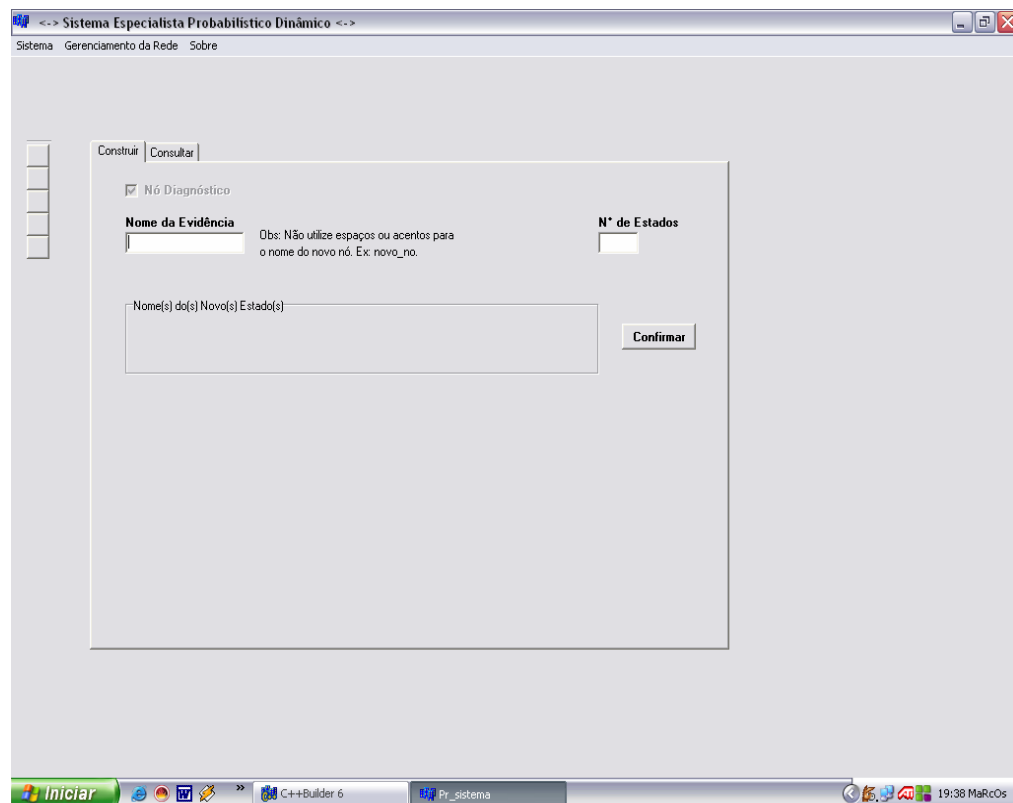 <-> Sistema Especialista Probabilístico Dinâmico <->
Sistema Gerenciamento da Rede Sobre
Construir Consultar
Nó Diagnóstico
Nome da Evidência
N° de Estados
Obs: Não utilize espaços ou acentos para
o nome do novo nó. Ex: novo_no.
Nome(s) do(s) Novo(s) Estado(s)
Confirmar
Iniciar » C++Builder 6 Pr_sistema 19:38 MaRcOs